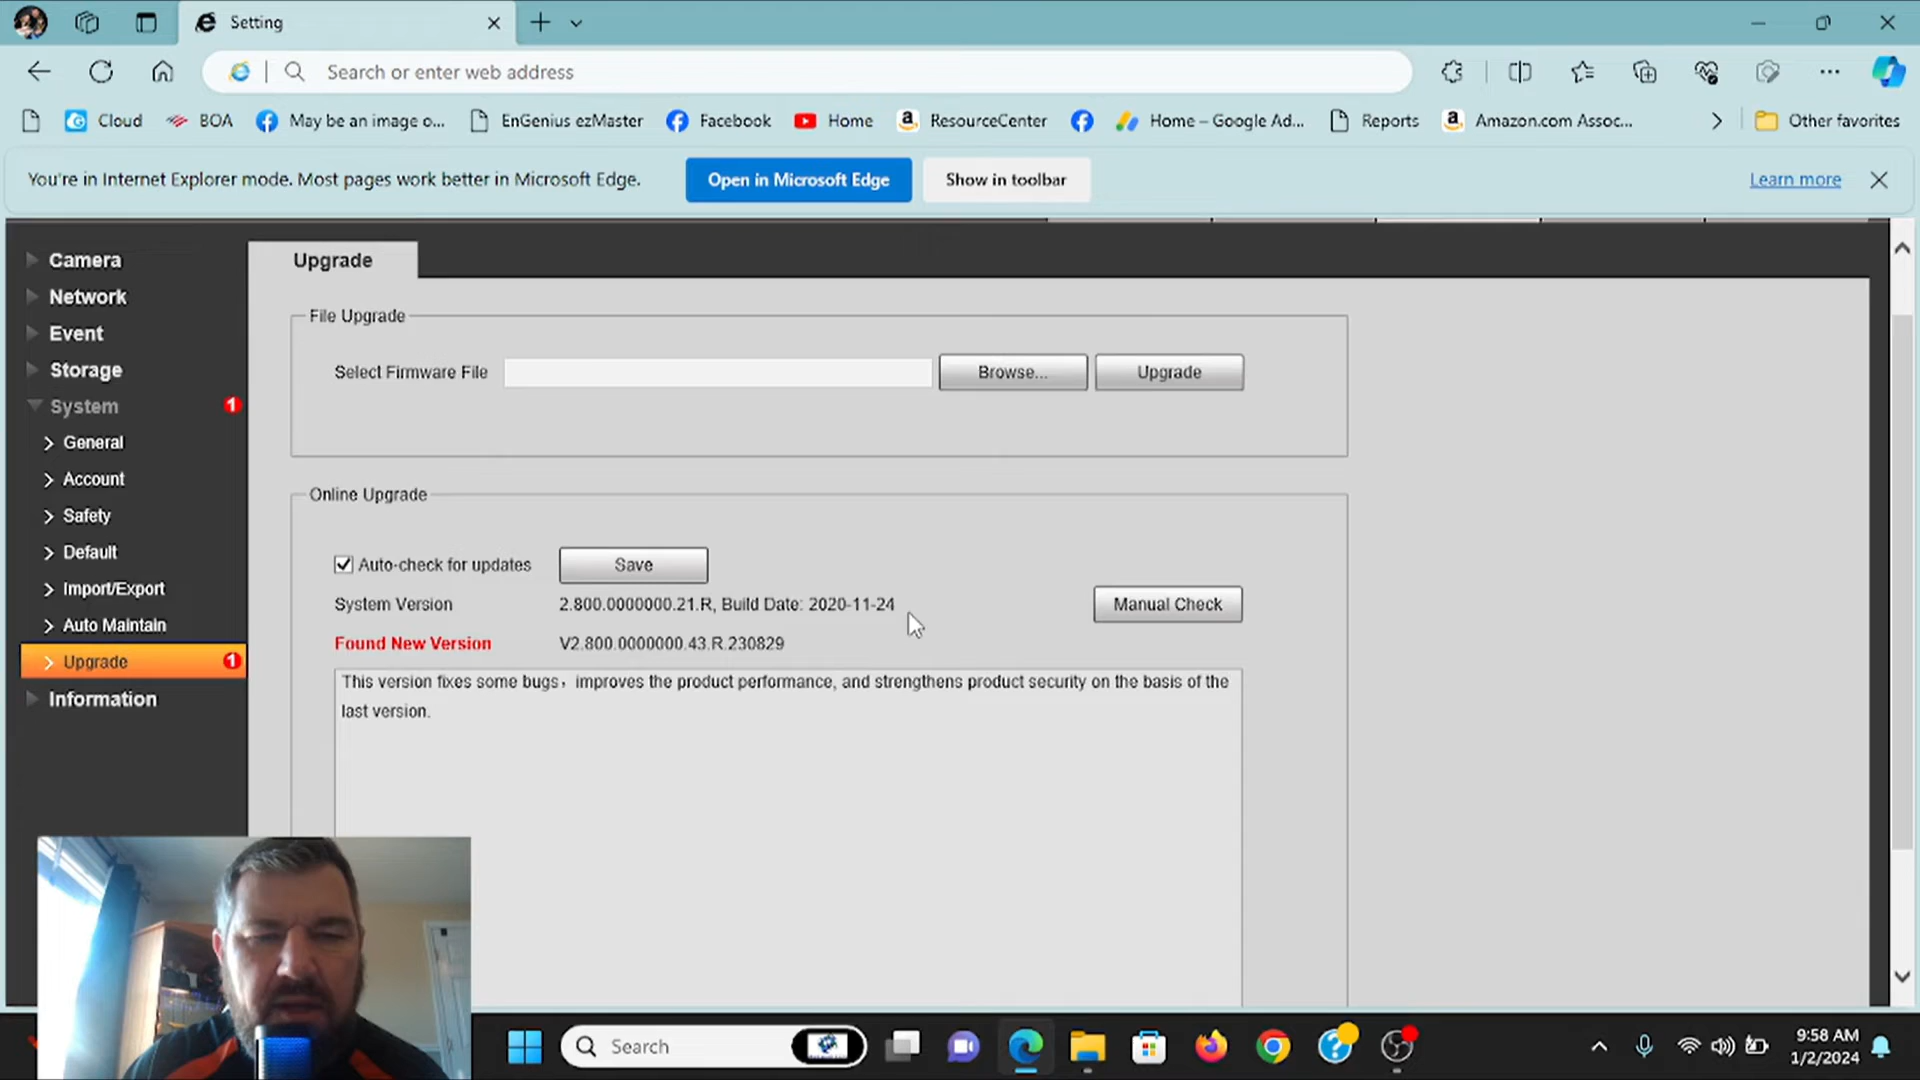 Setting
Search or enter web address
Cloud
BOA
May be an image o...
EnGenius ezMaster
Facebook
Home
ResourceCenter
Home – Google Ad...
Reports
Amazon.com Assoc...
Other favorites
You're in Internet Explorer mode. Most pages work better in Microsoft Edge.
Open in Microsoft Edge
Show in toolbar
Learn more
Camera
Network
Event
Storage
System 1
General
Account
Safety
Default
Import/Export
Auto Maintain
Upgrade 1
Information
Upgrade
File Upgrade
Select Firmware File
Browse...
Upgrade
Online Upgrade
Auto-check for updates
Save
System Version 2.800.0000000.21.R, Build Date: 2020-11-24
Manual Check
Found New Version V2.800.0000000.43.R.230829
This version fixes some bugs，improves the product performance, and strengthens product security on the basis of the
last version.
Search
9:58 AM
1/2/2024